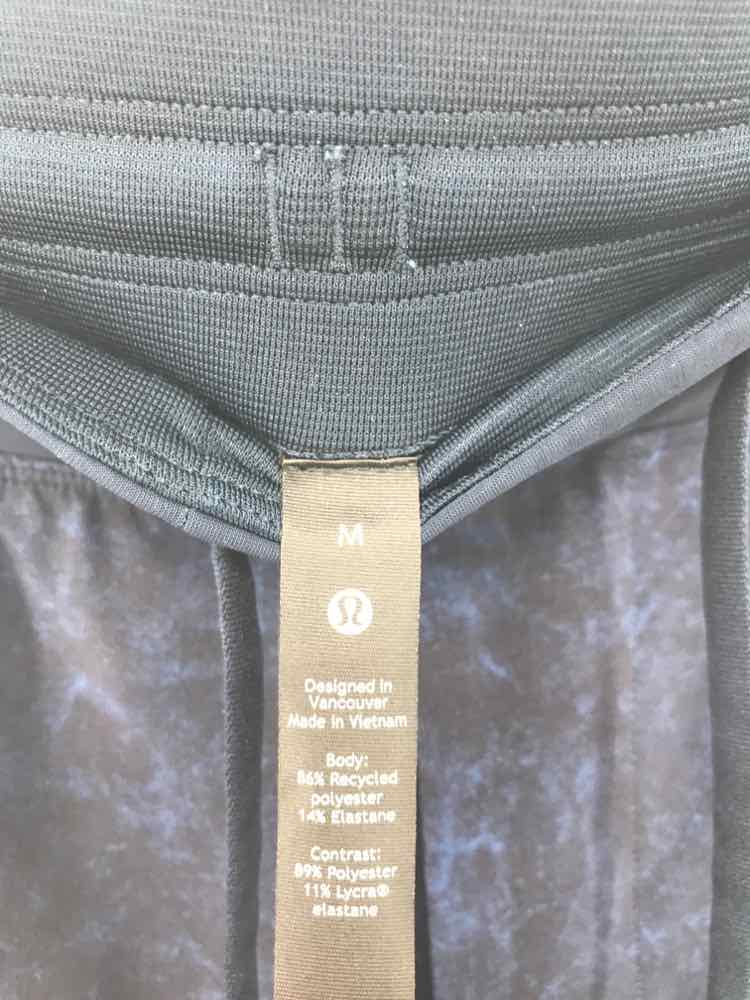 M
Designed in
Vancouver
Made in Vietnam
Body:
86% Recycled
polyester
14% Elastane
Contrast:
89% Polyester
11% Lycra®
elastane